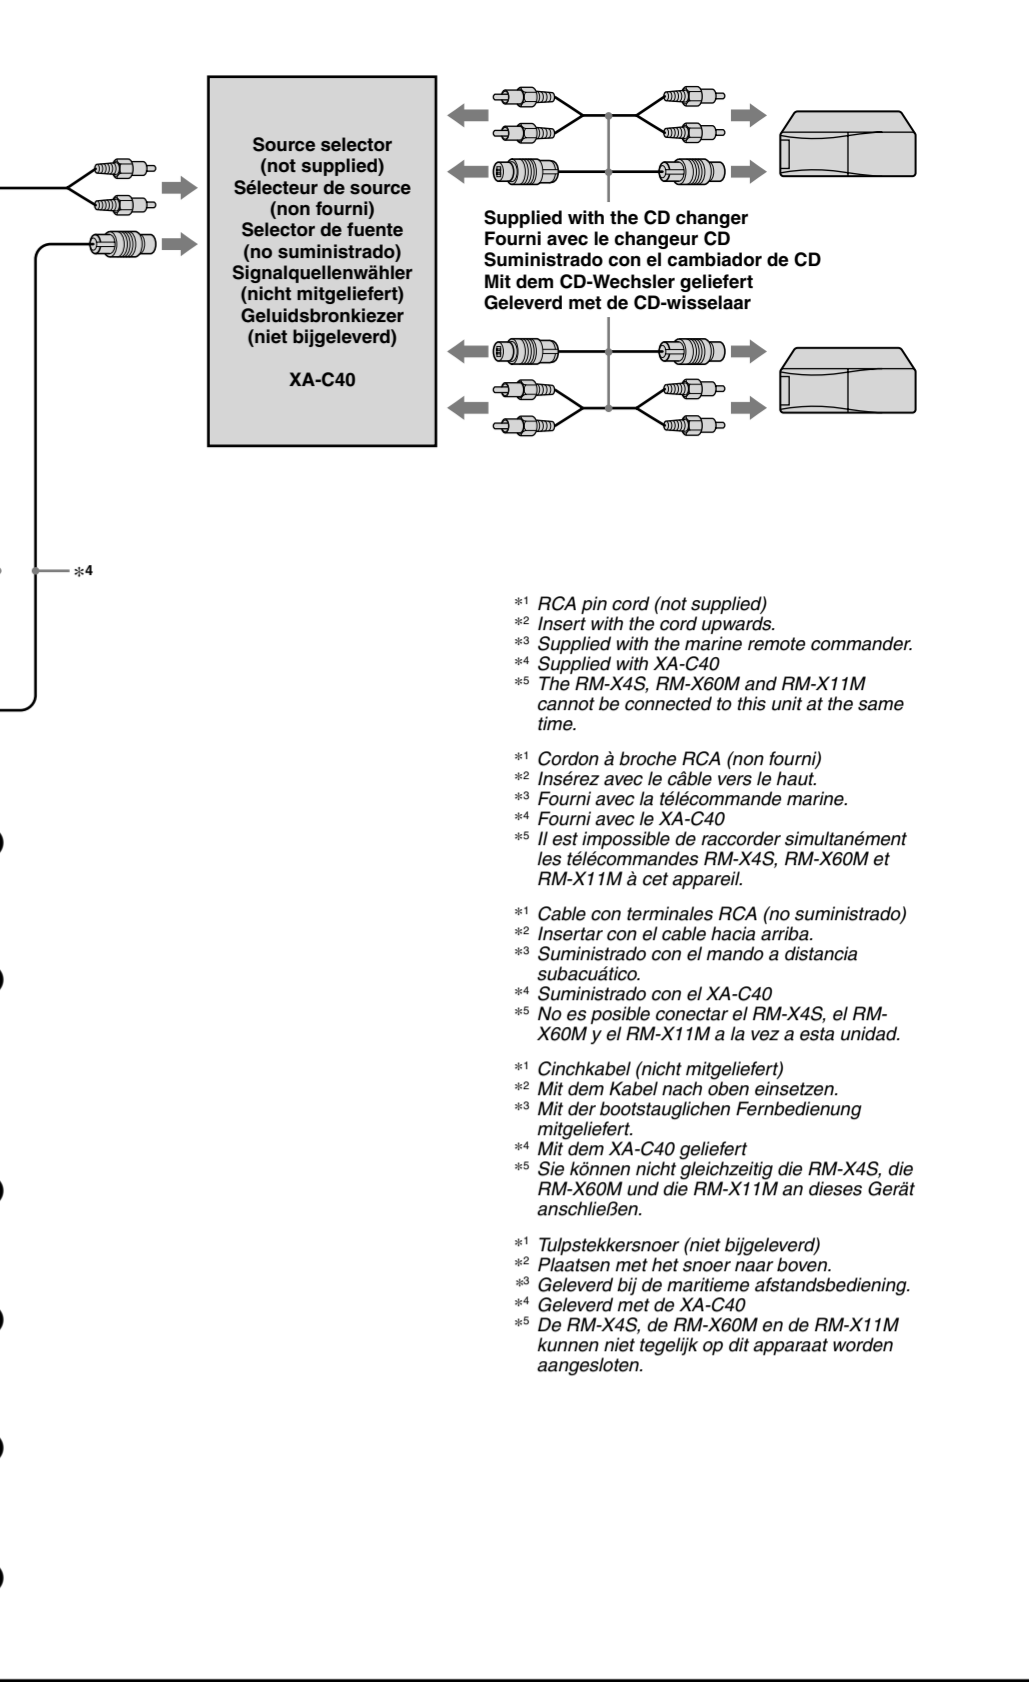 Source selector
(not supplied)
Sélecteur de source
(non fourni)
Selector de fuente
(no suministrado)
Signalquellenwähler
(nicht mitgeliefert)
Geluidsbronkiezer
(niet bijgeleverd)
XA-C40
Supplied with the CD changer
Fourni avec le changeur CD
Suministrado con el cambiador de CD
Mit dem CD-Wechsler geliefert
Geleverd met de CD-wisselaar
*4
*1 RCA pin cord (not supplied)
*2 Insert with the cord upwards.
*3 Supplied with the marine remote commander.
*4 Supplied with XA-C40
*5 The RM-X4S, RM-X60M and RM-X11M
cannot be connected to this unit at the same
time.
*1 Cordon à broche RCA (non fourni)
*2 Insérez avec le câble vers le haut.
*3 Fourni avec la télécommande marine.
*4 Fourni avec le XA-C40
*5 Il est impossible de raccorder simultanément
les télécommandes RM-X4S, RM-X60M et
RM-X11M à cet appareil.
*1 Cable con terminales RCA (no suministrado)
*2 Insertar con el cable hacia arriba.
*3 Suministrado con el mando a distancia
subacuático.
*4 Suministrado con el XA-C40
*5 No es posible conectar el RM-X4S, el RM-
X60M y el RM-X11M a la vez a esta unidad.
*1 Cinchkabel (nicht mitgeliefert)
*2 Mit dem Kabel nach oben einsetzen.
*3 Mit der bootstauglichen Fernbedienung
mitgeliefert.
*4 Mit dem XA-C40 geliefert
*5 Sie können nicht gleichzeitig die RM-X4S, die
RM-X60M und die RM-X11M an dieses Gerät
anschließen.
*1 Tulpstekkersnoer (niet bijgeleverd)
*2 Plaatsen met het snoer naar boven.
*3 Geleverd bij de maritieme afstandsbediening.
*4 Geleverd met de XA-C40
*5 De RM-X4S, de RM-X60M en de RM-X11M
kunnen niet tegelijk op dit apparaat worden
aangesloten.